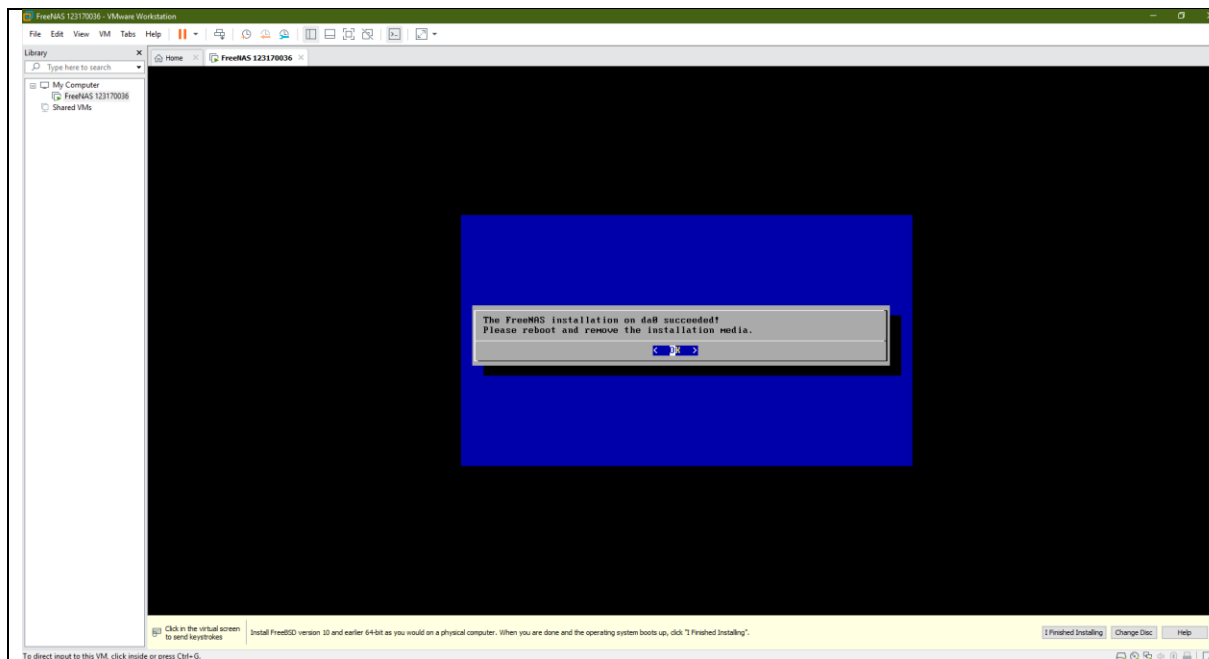 FreeNAS 123170036 - VMware Workstation
File Edit View VM Tabs Help
Library
Type here to search
My Computer
FreeNAS 123170036
Shared VMs
Home
FreeNAS 123170036
The FreeNAS installation on da0 succeeded!
Please reboot and remove the installation media.
< OK >
Click in the virtual screen
to send keystrokes
Install FreeBSD version 10 and earlier 64-bit as you would on a physical computer. When you are done and the operating system boots up, click "I Finished Installing".
I Finished Installing
Change Disc
Help
To direct input to this VM, click inside or press Ctrl+G.